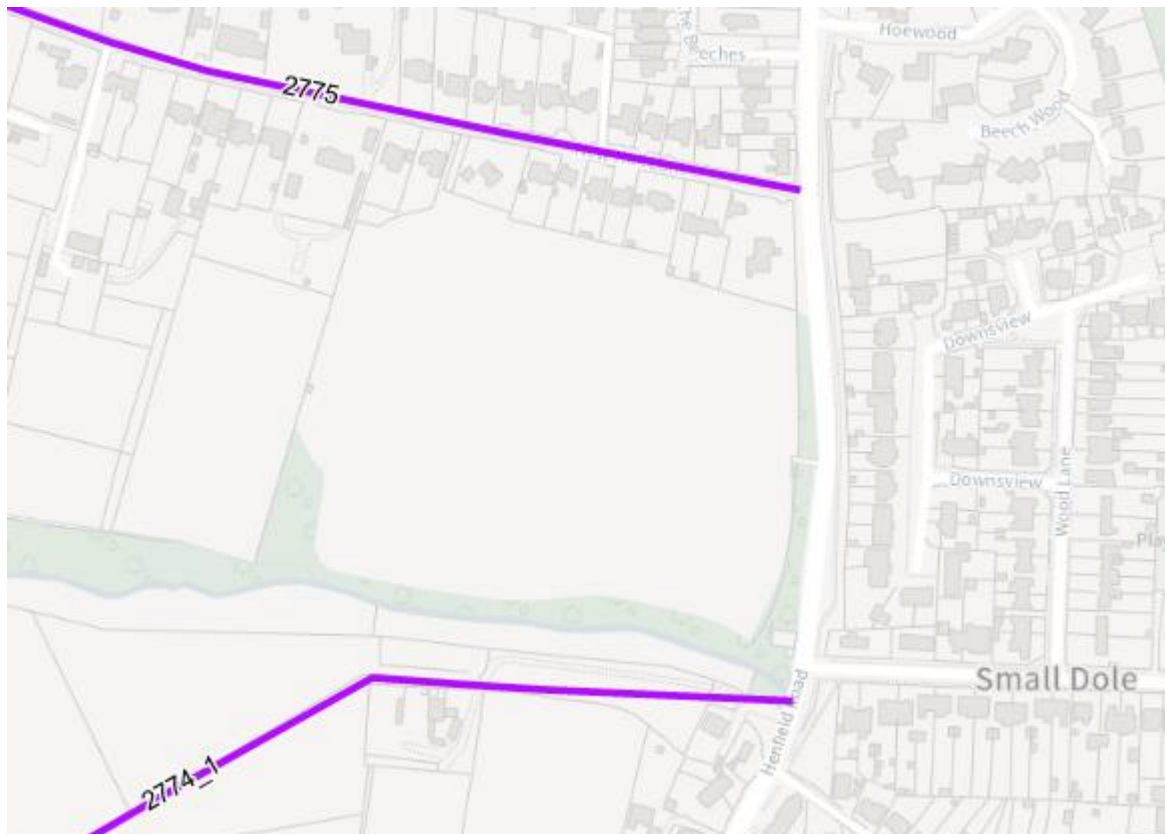 Hoewood
eches
Beech Wood
2775
Downsview
Downsview
Wood Lane
Play
Small Dole
Henfield Road
2774_1